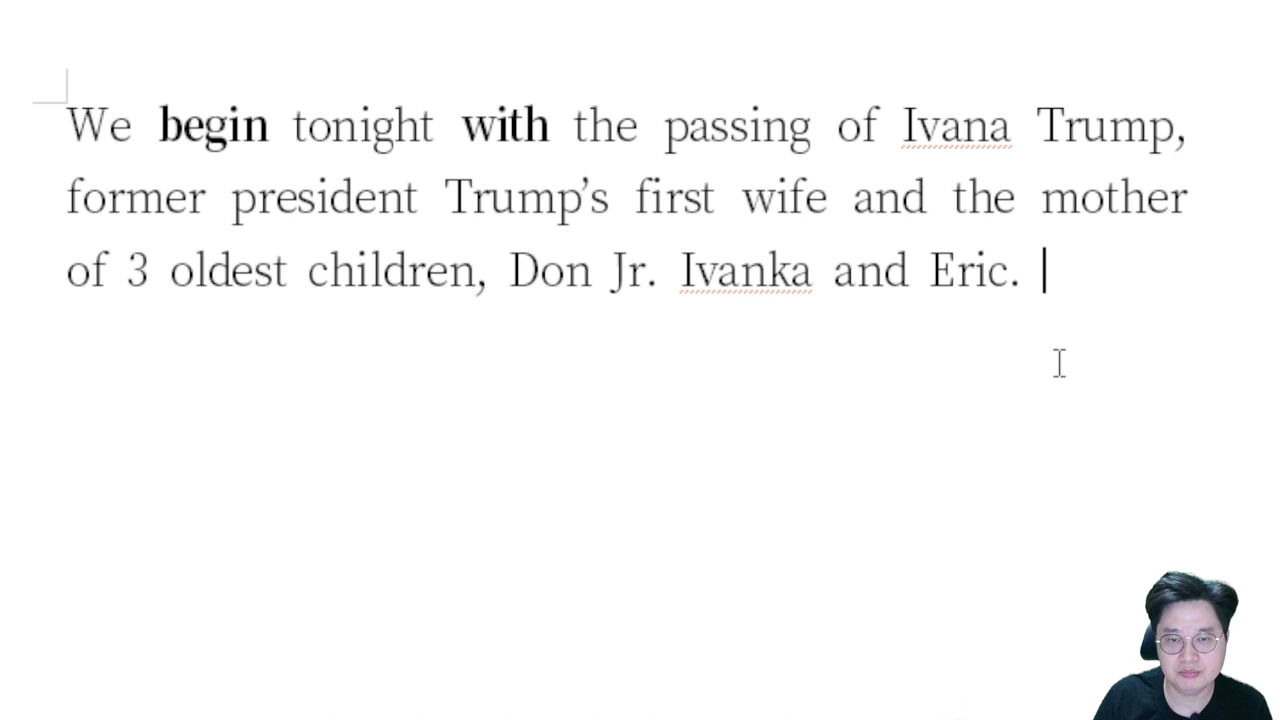 We begin tonight with the passing of Ivana Trump,
former president Trump’s first wife and the mother
of 3 oldest children, Don Jr. Ivanka and Eric.